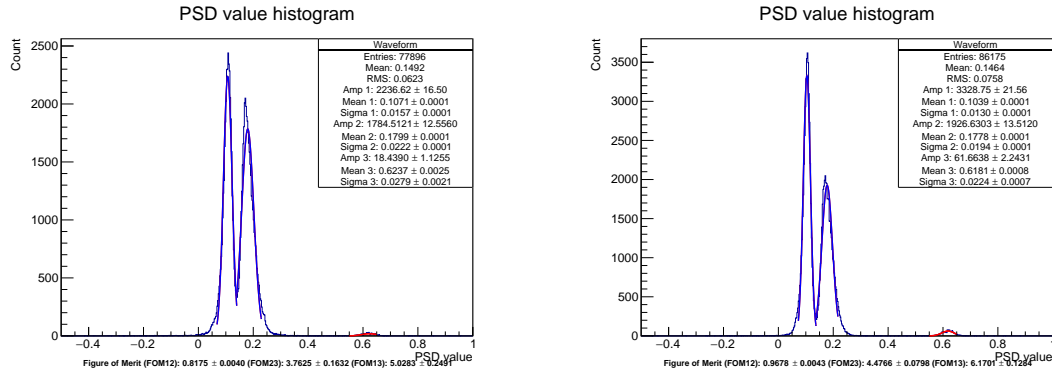 PSD value histogram
Count
2500
2000
1500
1000
500
0
−0.4 −0.2 0 0.2 0.4 0.6 0.8 1
PSD value
Waveform
Entries: 77896
Mean: 0.1492
RMS: 0.0623
Amp 1: 2236.62 ± 16.50
Mean 1: 0.1071 ± 0.0001
Sigma 1: 0.0157 ± 0.0001
Amp 2: 1784.5121 ± 12.5560
Mean 2: 0.1799 ± 0.0001
Sigma 2: 0.0222 ± 0.0001
Amp 3: 18.4390 ± 1.1255
Mean 3: 0.6237 ± 0.0025
Sigma 3: 0.0279 ± 0.0021
Figure of Merit (FOM12): 0.8175 ± 0.0040 (FOM23): 3.7625 ± 0.1632 (FOM13): 5.0283 ± 0.2491
PSD value histogram
Count
3500
3000
2500
2000
1500
1000
500
0
−0.4 −0.2 0 0.2 0.4 0.6 0.8 1
PSD value
Waveform
Entries: 86175
Mean: 0.1464
RMS: 0.0758
Amp 1: 3328.75 ± 21.56
Mean 1: 0.1039 ± 0.0001
Sigma 1: 0.0130 ± 0.0001
Amp 2: 1926.6303 ± 13.5120
Mean 2: 0.1778 ± 0.0001
Sigma 2: 0.0194 ± 0.0001
Amp 3: 61.6638 ± 2.2431
Mean 3: 0.6181 ± 0.0008
Sigma 3: 0.0224 ± 0.0007
Figure of Merit (FOM12): 0.9678 ± 0.0043 (FOM23): 4.4766 ± 0.0798 (FOM13): 6.1701 ± 0.1284